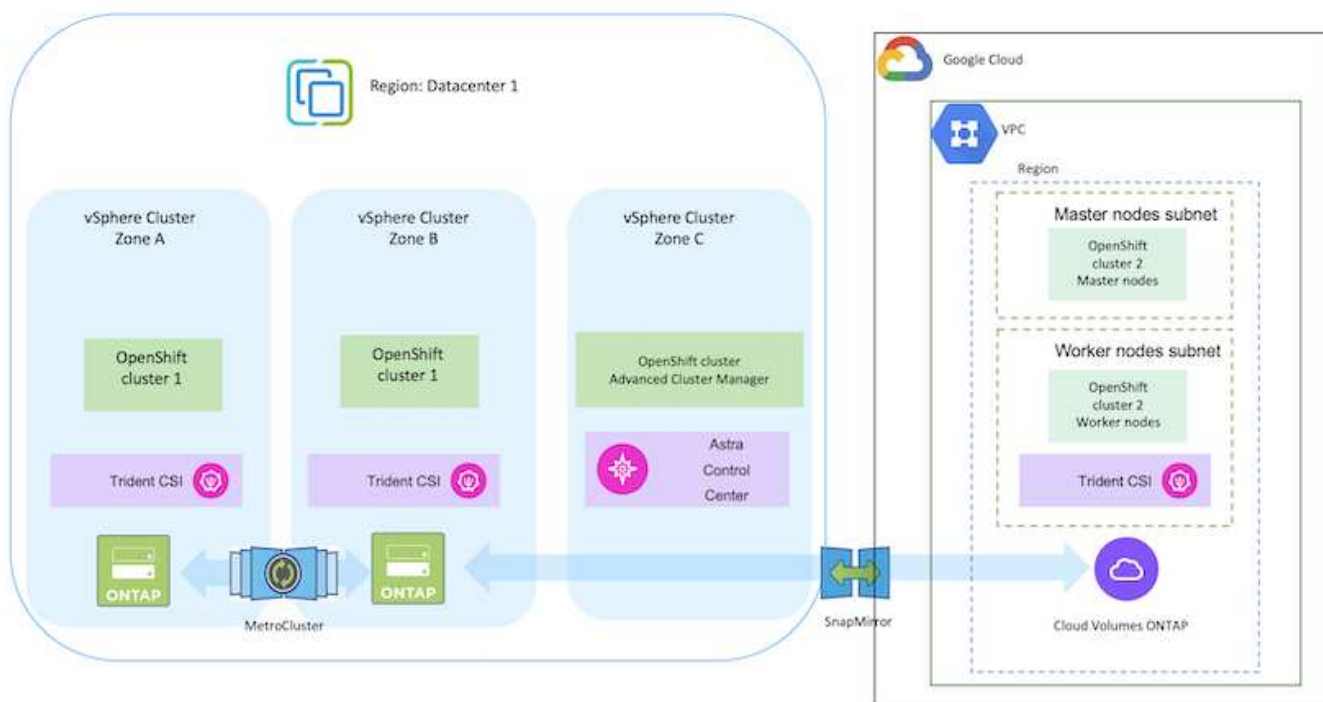 Region: Datacenter 1
vSphere Cluster
Zone A
OpenShift
cluster 1
Trident CSI
ONTAP
vSphere Cluster
Zone B
OpenShift
cluster 1
Trident CSI
ONTAP
MetroCluster
vSphere Cluster
Zone C
OpenShift cluster
Advanced Cluster Manager
Astra
Control
Center
SnapMirror
Google Cloud
VPC
Region
Master nodes subnet
OpenShift
cluster 2
Master nodes
Worker nodes subnet
OpenShift
cluster 2
Worker nodes
Trident CSI
Cloud Volumes ONTAP